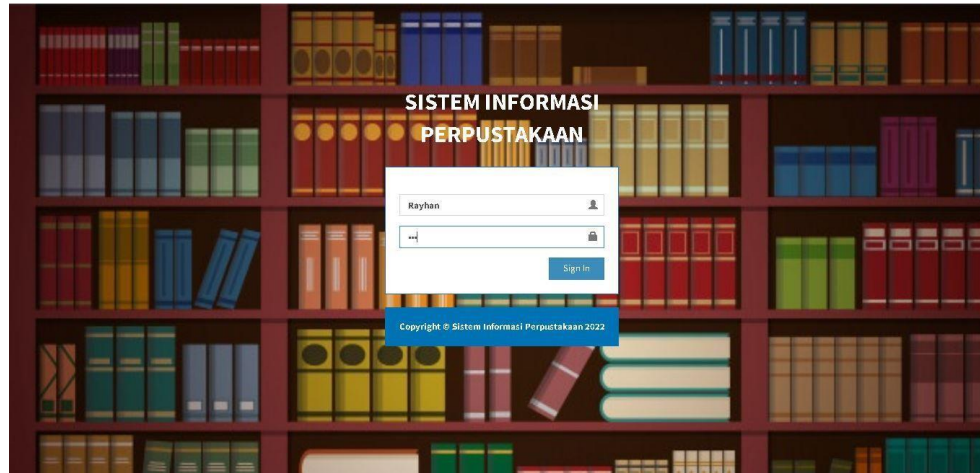 SISTEM INFORMASI
PERPUSTAKAAN
Rayhan
•••
Sign In
Copyright © Sistem Informasi Perpustakaan 2022